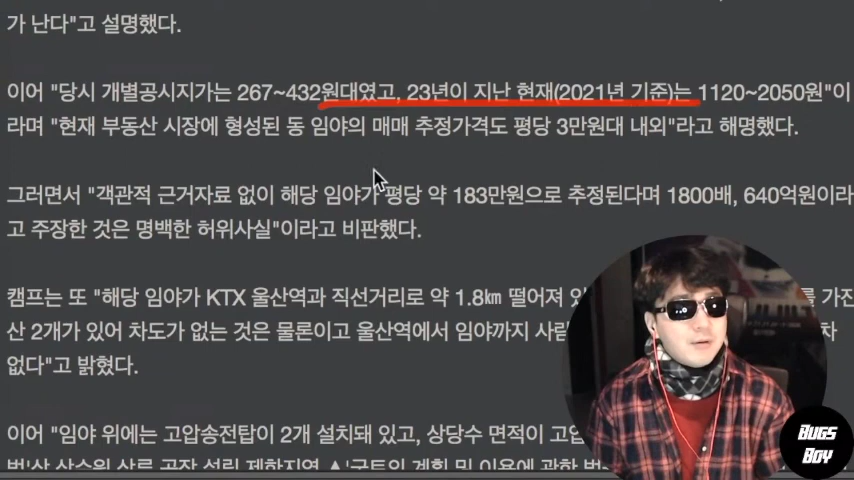 가 난다"고 설명했다.
이어 "당시 개별공시지가는 267~432원대였고, 23년이 지난 현재(2021년 기준)는 1120~2050원"이
라며 "현재 부동산 시장에 형성된 동 임야의 매매 추정가격도 평당 3만원대 내외"라고 해명했다.
그러면서 "객관적 근거자료 없이 해당 임야가 평당 약 183만원으로 추정된다며 1800배, 640억원이라
고 주장한 것은 명백한 허위사실"이라고 비판했다.
캠프는 또 "해당 임야가 KTX 울산역과 직선거리로 약 1.8㎞ 떨어져 를 가진
산 2개가 있어 차도가 없는 것은 물론이고 울산역에서 임야까지 사람 차
없다"고 밝혔다.
이어 "임야 위에는 고압송전탑이 2개 설치돼 있고, 상당수 면적이
BUGS
BOY